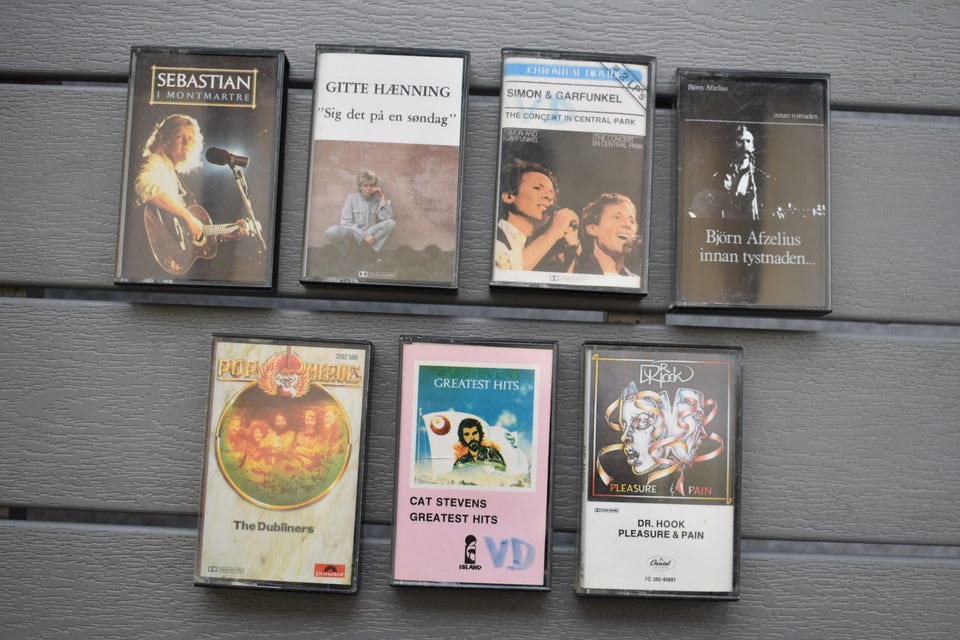 SEBASTIAN
I MONTMARTRE
GITTE HÆNNING
"Sig det på en søndag"
CHROMIUM DIOXIDE
2 LPS
SIMON & GARFUNKEL
VD
THE CONCERT IN CENTRAL PARK
SIMON AND
GARFUNKEL
THE CONCERT
IN CENTRAL PARK
Björn Afzelius
innan tystnaden...
Björn Afzelius
innan tystnaden...
3192 599
POP HEROES
The Dubliners
Polydor
CAT STEVENS
GREATEST HITS
CAT STEVENS
GREATEST HITS
ISLAND
VD
DR HOOK
PLEASURE & PAIN
DR. HOOK
PLEASURE & PAIN
Capitol